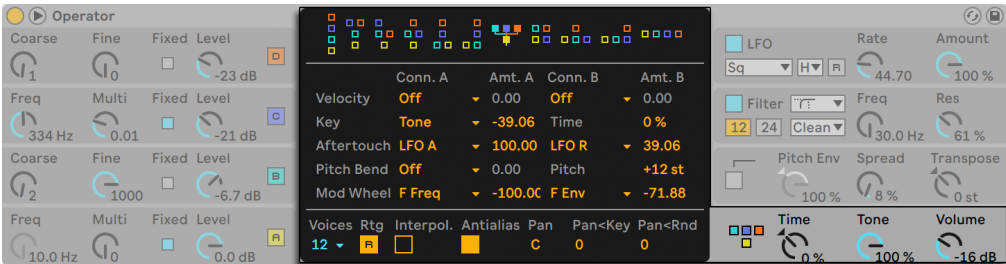 Operator
Coarse Fine Fixed Level
1 0 -23 dB D
Freq Multi Fixed Level
334 Hz 0.01 -21 dB C
Coarse Fine Fixed Level
2 1000 -6.7 dB B
Freq Multi Fixed Level
10.0 Hz 0 0.0 dB A
Conn. A Amt. A Conn. B Amt. B
Velocity Off 0.00 Off 0.00
Key Tone -39.06 Time 0 %
Aftertouch LFO A 100.00 LFO R 39.06
Pitch Bend Off 0.00 Pitch +12 st
Mod Wheel F Freq -100.00 F Env -71.88
Voices Rtg Interpol. Antialias Pan Pan<Key Pan<Rnd
12 R C 0 0
LFO Rate Amount
Sq H R 44.70 100 %
Filter Freq Res
12 24 Clean 30.0 Hz 61 %
Pitch Env Spread Transpose
100 % 8 % 0 st
Time Tone Volume
0 % 100 % -16 dB